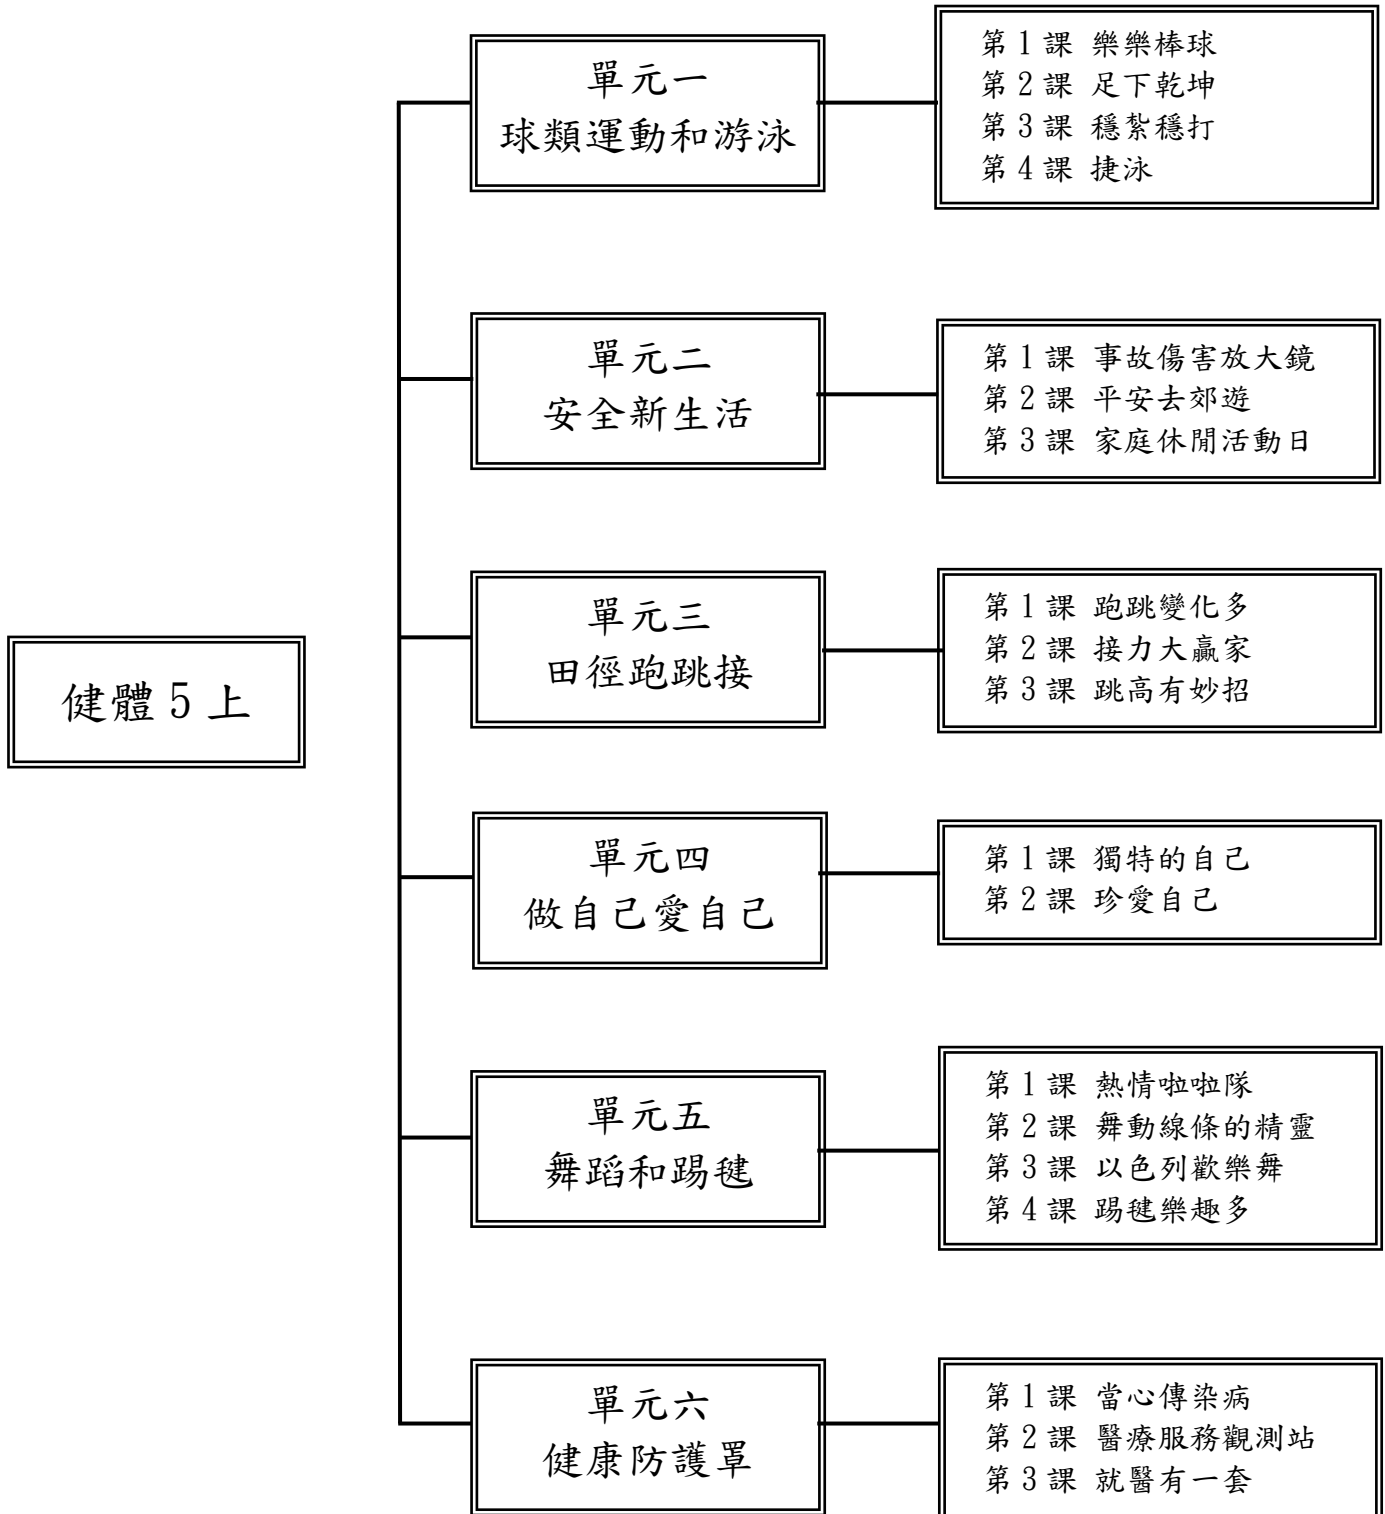 單元一
球類運動和游泳
第1課 樂樂棒球
第2課 足下乾坤
第3課 穩紮穩打
第4課 捷泳
單元二
安全新生活
第1課 事故傷害放大鏡
第2課 平安去郊遊
第3課 家庭休閒活動日
單元三
田徑跑跳接
第1課 跑跳變化多
第2課 接力大贏家
第3課 跳高有妙招
健體5上
單元四
做自己愛自己
第1課 獨特的自己
第2課 珍愛自己
單元五
舞蹈和踢毽
第1課 熱情啦啦隊
第2課 舞動線條的精靈
第3課 以色列歡樂舞
第4課 踢毽樂趣多
單元六
健康防護罩
第1課 當心傳染病
第2課 醫療服務觀測站
第3課 就醫有一套